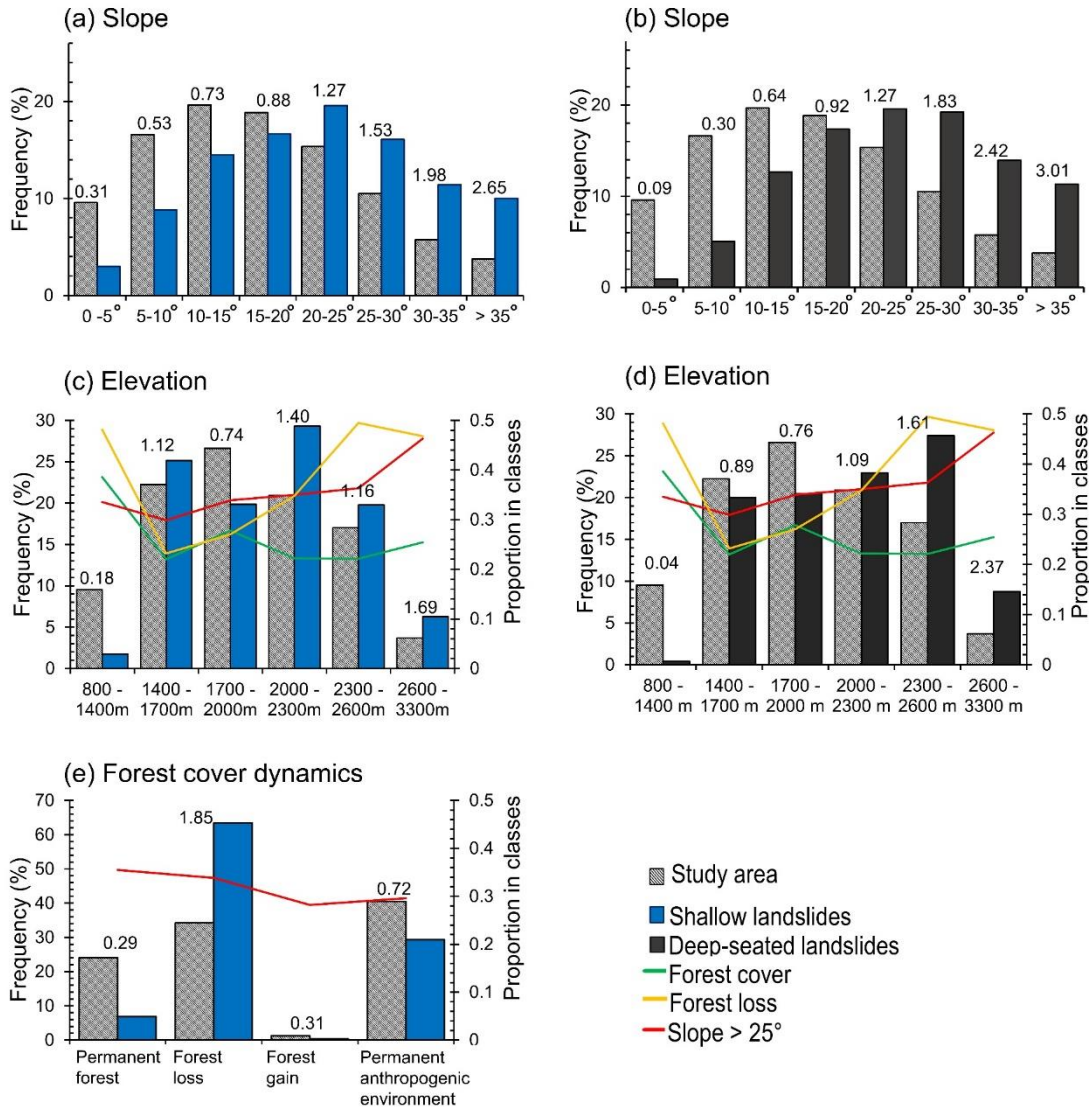 (a) Slope
Frequency (%)
20
10
0
0.31
0.53
0.73
0.88
1.27
1.53
1.98
2.65
0 -5°
5-10°
10-15°
15-20°
20-25°
25-30°
30-35°
> 35°
(b) Slope
Frequency (%)
20
10
0
0.09
0.30
0.64
0.92
1.27
1.83
2.42
3.01
0-5°
5-10°
10-15°
15-20°
20-25°
25-30°
30-35°
> 35°
(c) Elevation
Frequency (%)
30
25
20
15
10
5
0
0.18
1.12
0.74
1.40
1.16
1.69
0.5
0.4
0.3
0.2
0.1
0
Proportion in classes
800 -
1400m
1400 -
1700m
1700 -
2000m
2000 -
2300m
2300 -
2600m
2600 -
3300m
(d) Elevation
Frequency (%)
30
25
20
15
10
5
0
0.04
0.89
0.76
1.09
1.61
2.37
0.5
0.4
0.3
0.2
0.1
0
Proportion in classes
800 -
1400 m
1400 -
1700 m
1700 -
2000 m
2000 -
2300 m
2300 -
2600 m
2600 -
3300 m
(e) Forest cover dynamics
Frequency (%)
70
60
50
40
30
20
10
0
0.29
1.85
0.31
0.72
0.5
0.4
0.3
0.2
0.1
0
Proportion in classes
Permanent
forest
Forest
loss
Forest
gain
Permanent
anthropogenic
environment
Study area
Shallow landslides
Deep-seated landslides
Forest cover
Forest loss
Slope > 25°